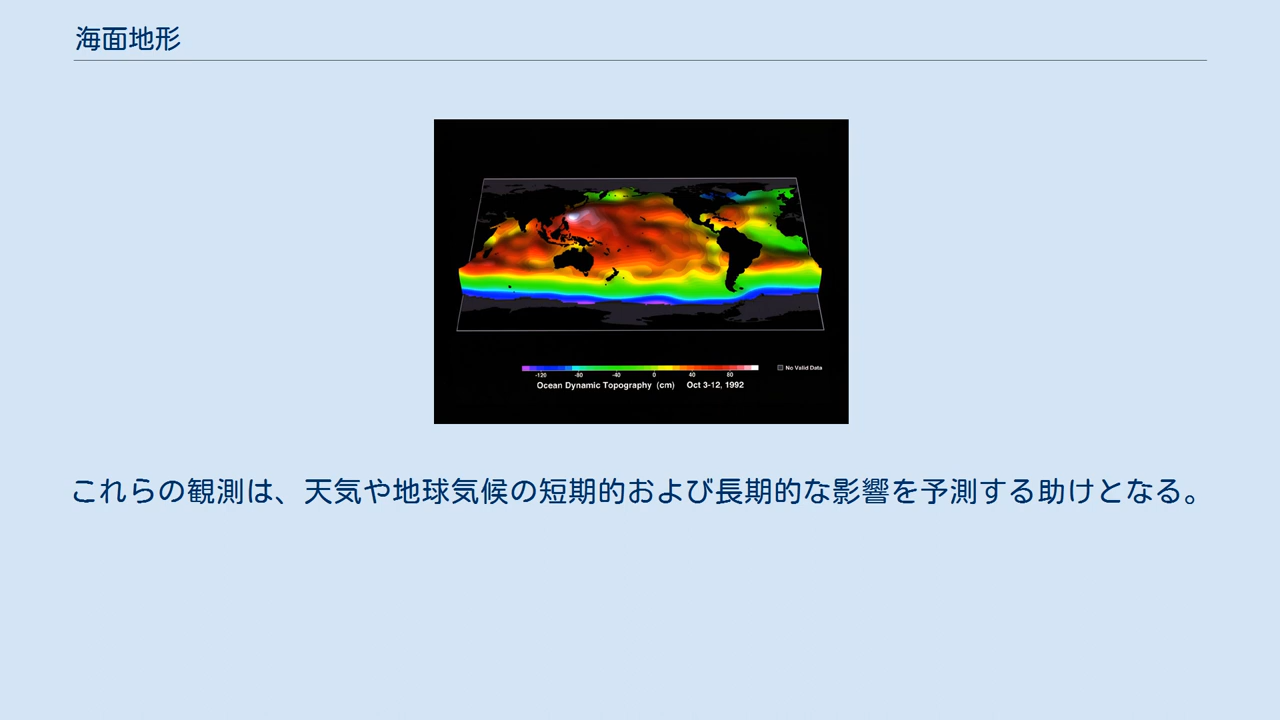 海面地形
-120 -80 -40 0 40 80
No Valid Data
Ocean Dynamic Topography (cm) Oct 3-12, 1992
これらの観測は、天気や地球気候の短期的および長期的な影響を予測する助けとなる。